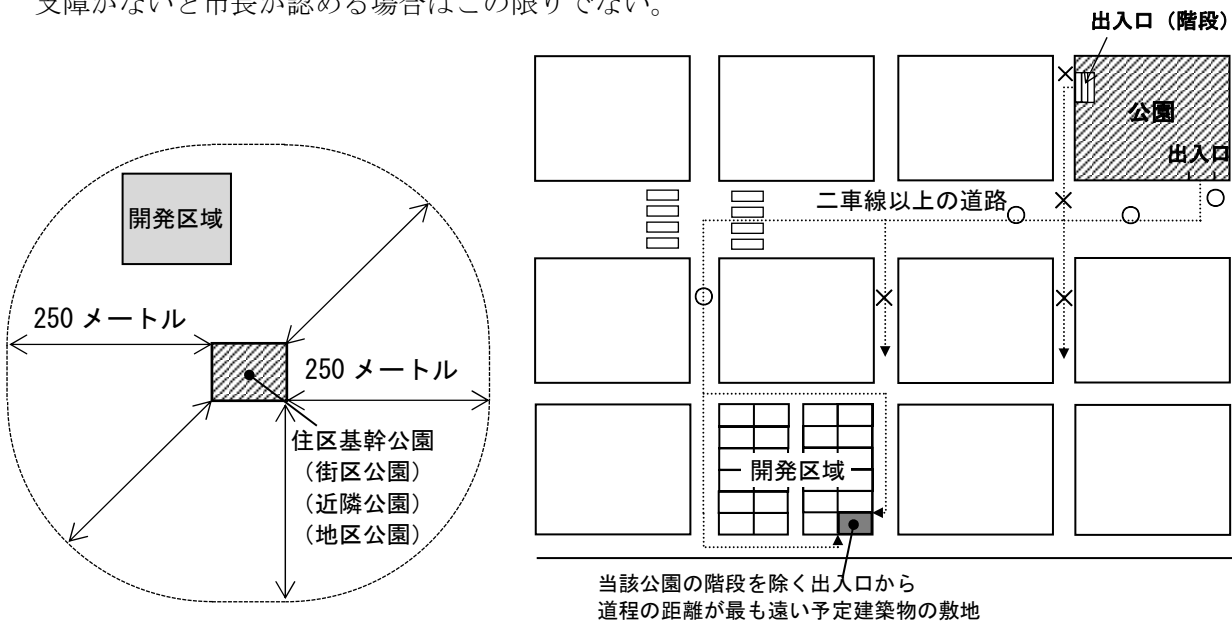 支障がないと市長が認める場合はこの限りでない。
出入口（階段）
公園
出入口
二車線以上の道路
開発区域
250 メートル
250 メートル
住区基幹公園
（街区公園）
（近隣公園）
（地区公園）
開発区域
当該公園の階段を除く出入口から
道程の距離が最も遠い予定建築物の敷地